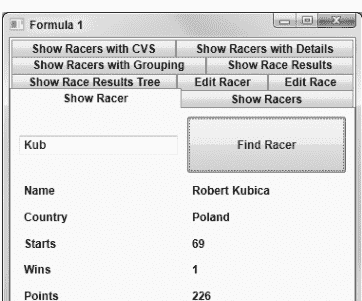 Formula 1
Show Racers with CVS Show Racers with Details
Show Racers with Grouping Show Race Results
Show Race Results Tree Edit Racer Edit Race
Show Racer Show Racers
Kub Find Racer
Name Robert Kubica
Country Poland
Starts 69
Wins 1
Points 226